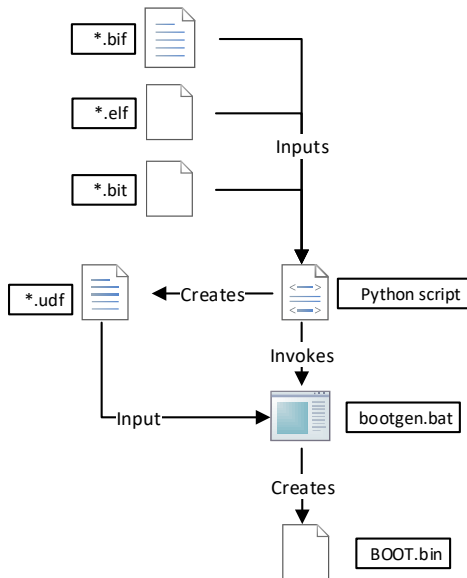 *.bif
*.elf
Inputs
*.bit
*.udf
Creates
<-->
<-->
Python script
Invokes
Input
bootgen.bat
Creates
BOOT.bin